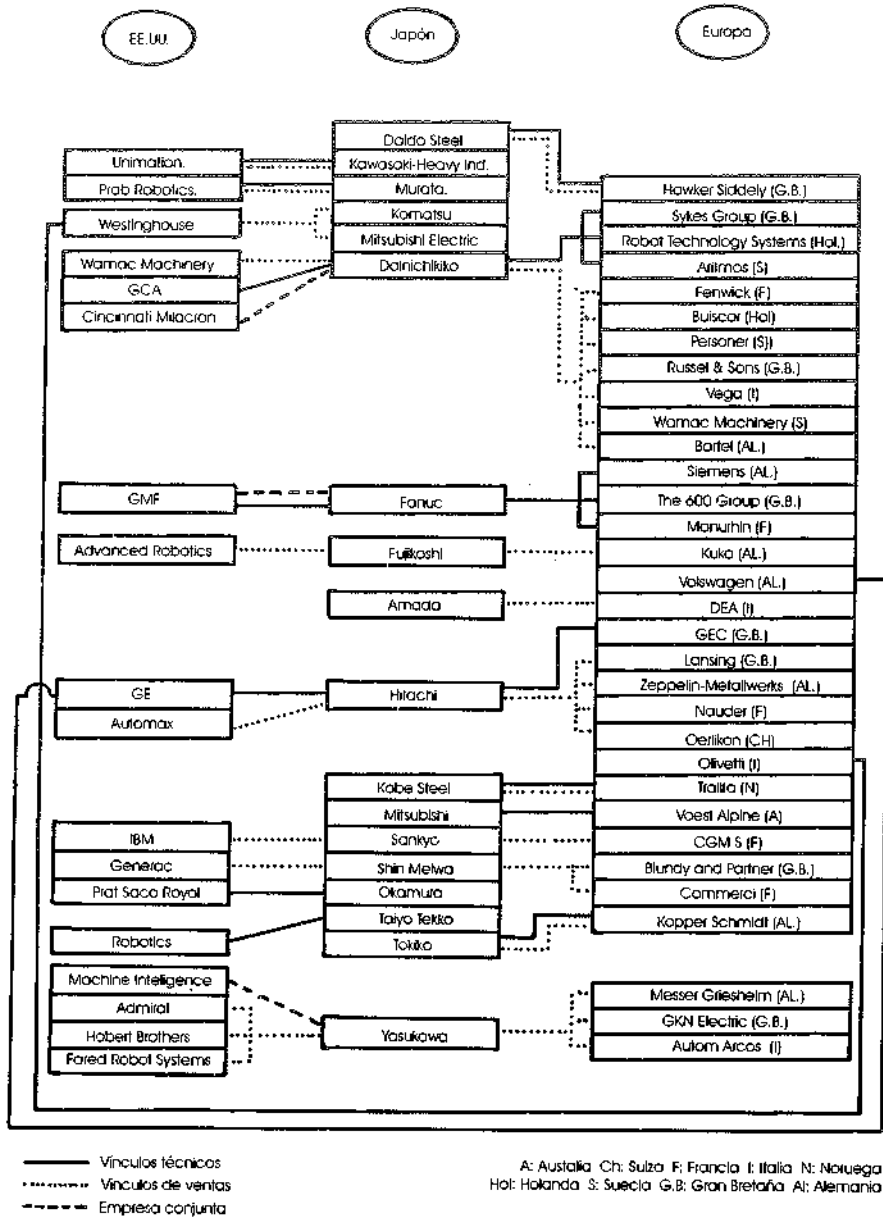 EE.UU.
Japón
Europa
Daido Steel
Unimation.
Kawasaki-Heavy Ind.
Prab Robotics.
Murata.
Hawker Siddely (G.B.)
Westinghouse
Komatsu
Sykes Group (G.B.)
Mitsubishi Electric
Robot Technology Systems (Hol.)
Warnac Machinery
Dainichikiko
Aritmos (S)
GCA
Fenwick (F)
Cincinnati Milacron
Buiscar (Hol)
Personer (S)
Russel & Sons (G.B.)
Vega (I)
Warnac Machinery (S)
Bartel (AL.)
Siemens (AL.)
GMF
Fanuc
The 600 Group (G.B.)
Manurhin (F)
Advanced Robotics
Fujikoshi
Kuka (AL.)
Volswagen (AL.)
Amada
DEA (I)
GEC (G.B.)
Lansing (G.B.)
GE
Hitachi
Zeppelin-Metallwerks (AL.)
Automax
Nauder (F)
Oerlikon (CH)
Olivetti (I)
Kobe Steel
Trallfa (N)
Mitsubishi
Voest Alpine (A)
IBM
Sankyo
CGM S (F)
Generac
Shin Meiwa
Blundy and Partner (G.B.)
Prat Saco Royal
Okamura
Commerci (F)
Taiyo Tekko
Kopper Schmidt (AL.)
Robotics
Tokiko
Machine Inteligence
Messer Griesheim (AL.)
Admiral
GKN Electric (G.B.)
Hobert Brothers
Yasukawa
Autom Arcos (I)
Fared Robot Systems
Vínculos técnicos
Vínculos de ventas
Empresa conjunta
A: Austalia Ch: Suiza F: Francia I: Italia N: Noruega
Hol: Holanda S: Suecia G.B: Gran Bretaña Al: Alemania